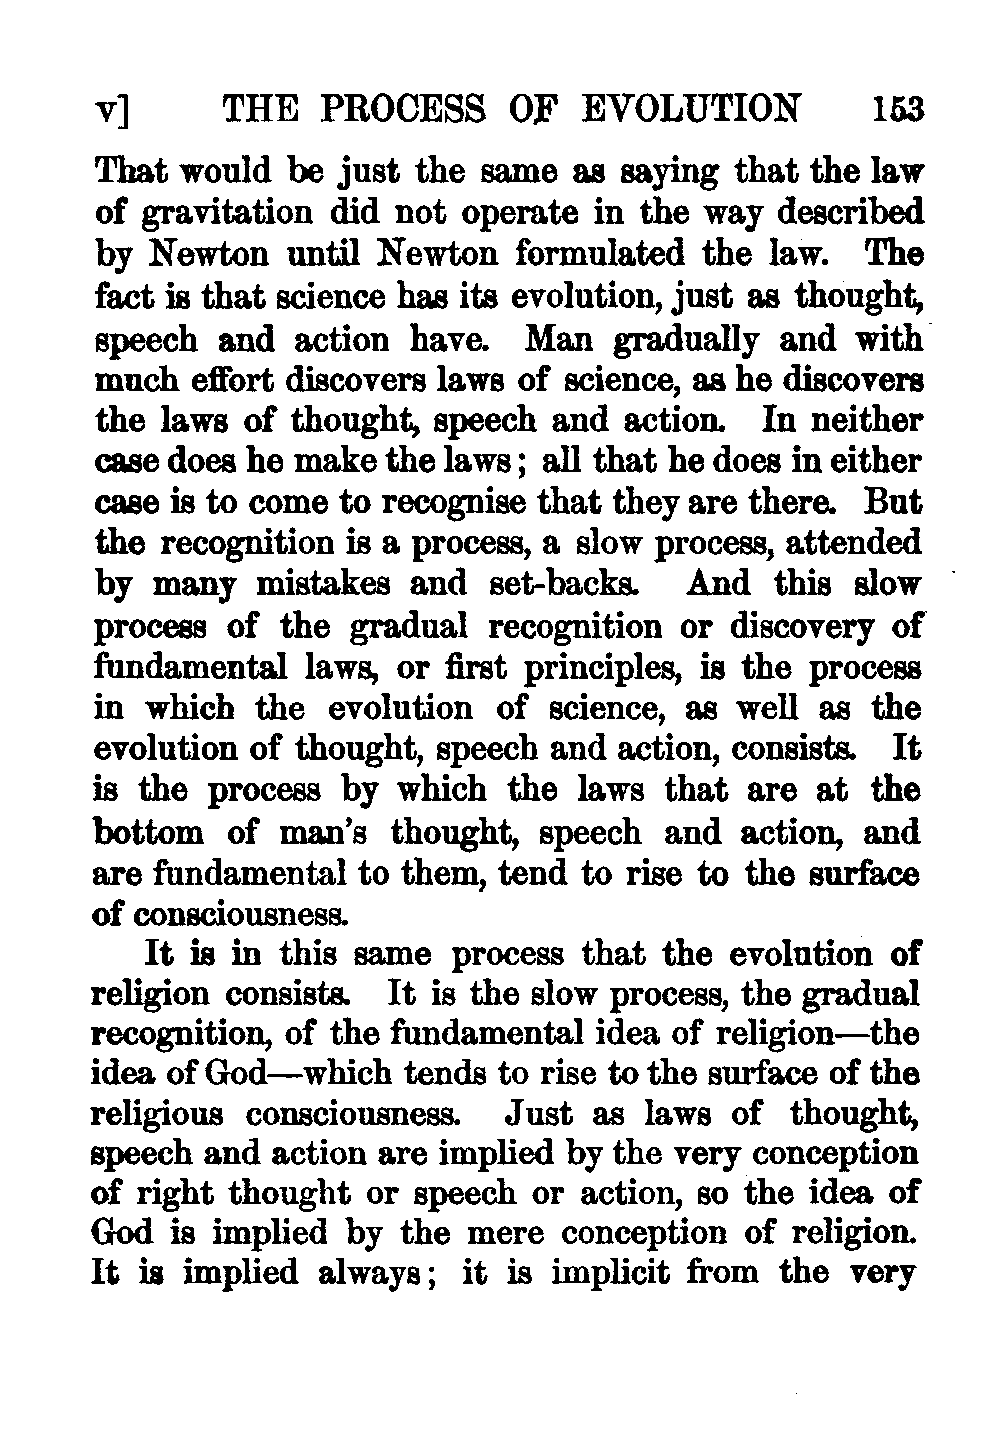 v] THE PROCESS OF EVOLUTION 153
That would be just the same as saying that the law
of gravitation did not operate in the way described
by Newton until Newton formulated the law. The
fact is that science has its evolution, just as thought,
speech and action have. Man gradually and with
much effort discovers laws of science, as he discovers
the laws of thought, speech and action. In neither
case does he make the laws; all that he does in either
case is to come to recognise that they are there. But
the recognition is a process, a slow process, attended
by many mistakes and set-backs. And this slow
process of the gradual recognition or discovery of
fundamental laws, or first principles, is the process
in which the evolution of science, as well as the
evolution of thought, speech and action, consists. It
is the process by which the laws that are at the
bottom of man's thought, speech and action, and
are fundamental to them, tend to rise to the surface
of consciousness.
It is in this same process that the evolution of
religion consists. It is the slow process, the gradual
recognition, of the fundamental idea of religion—the
idea of God—which tends to rise to the surface of the
religious consciousness. Just as laws of thought,
speech and action are implied by the very conception
of right thought or speech or action, so the idea of
God is implied by the mere conception of religion.
It is implied always; it is implicit from the very